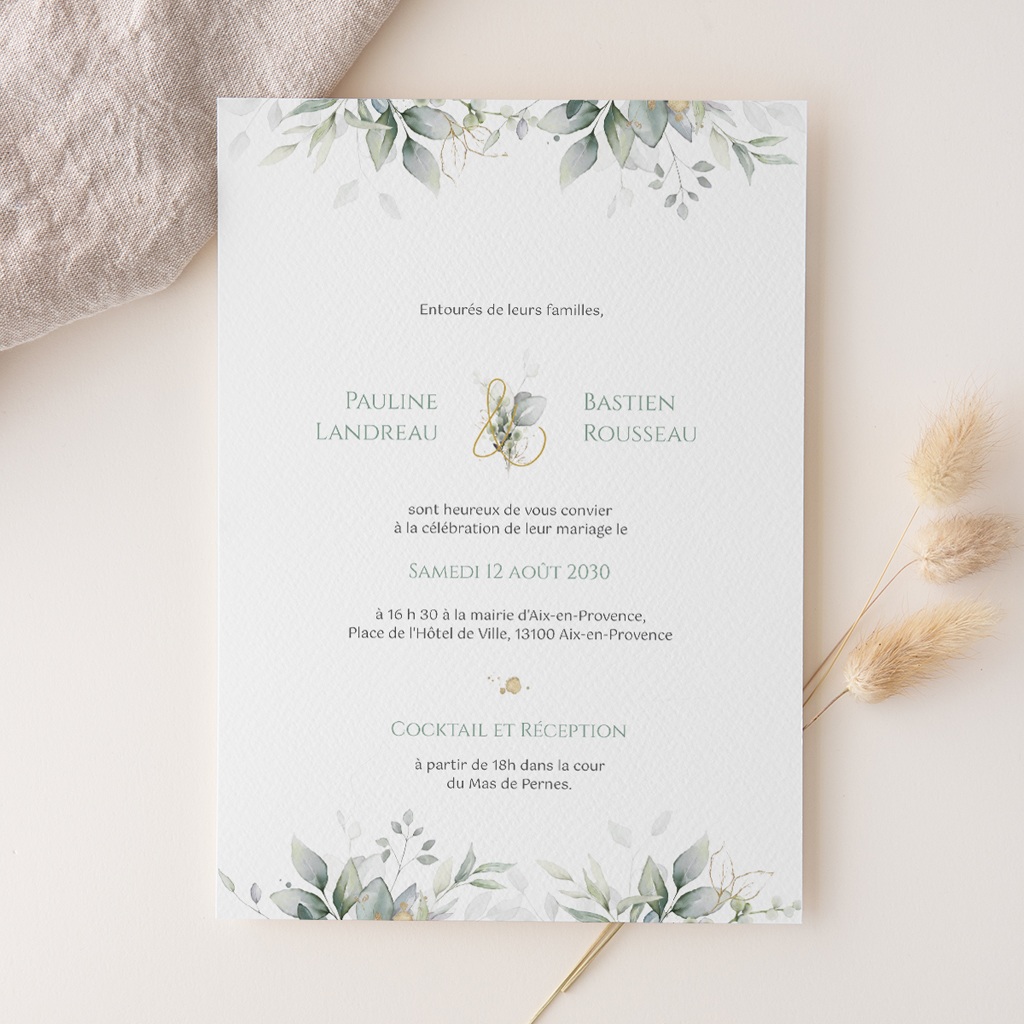 Entourés de leurs familles,
Pauline
Landreau
&
Bastien
Rousseau
sont heureux de vous convier
à la célébration de leur mariage le
Samedi 12 août 2030
à 16 h 30 à la mairie d'Aix-en-Provence,
Place de l'Hôtel de Ville, 13100 Aix-en-Provence
Cocktail et Réception
à partir de 18h dans la cour
du Mas de Pernes.